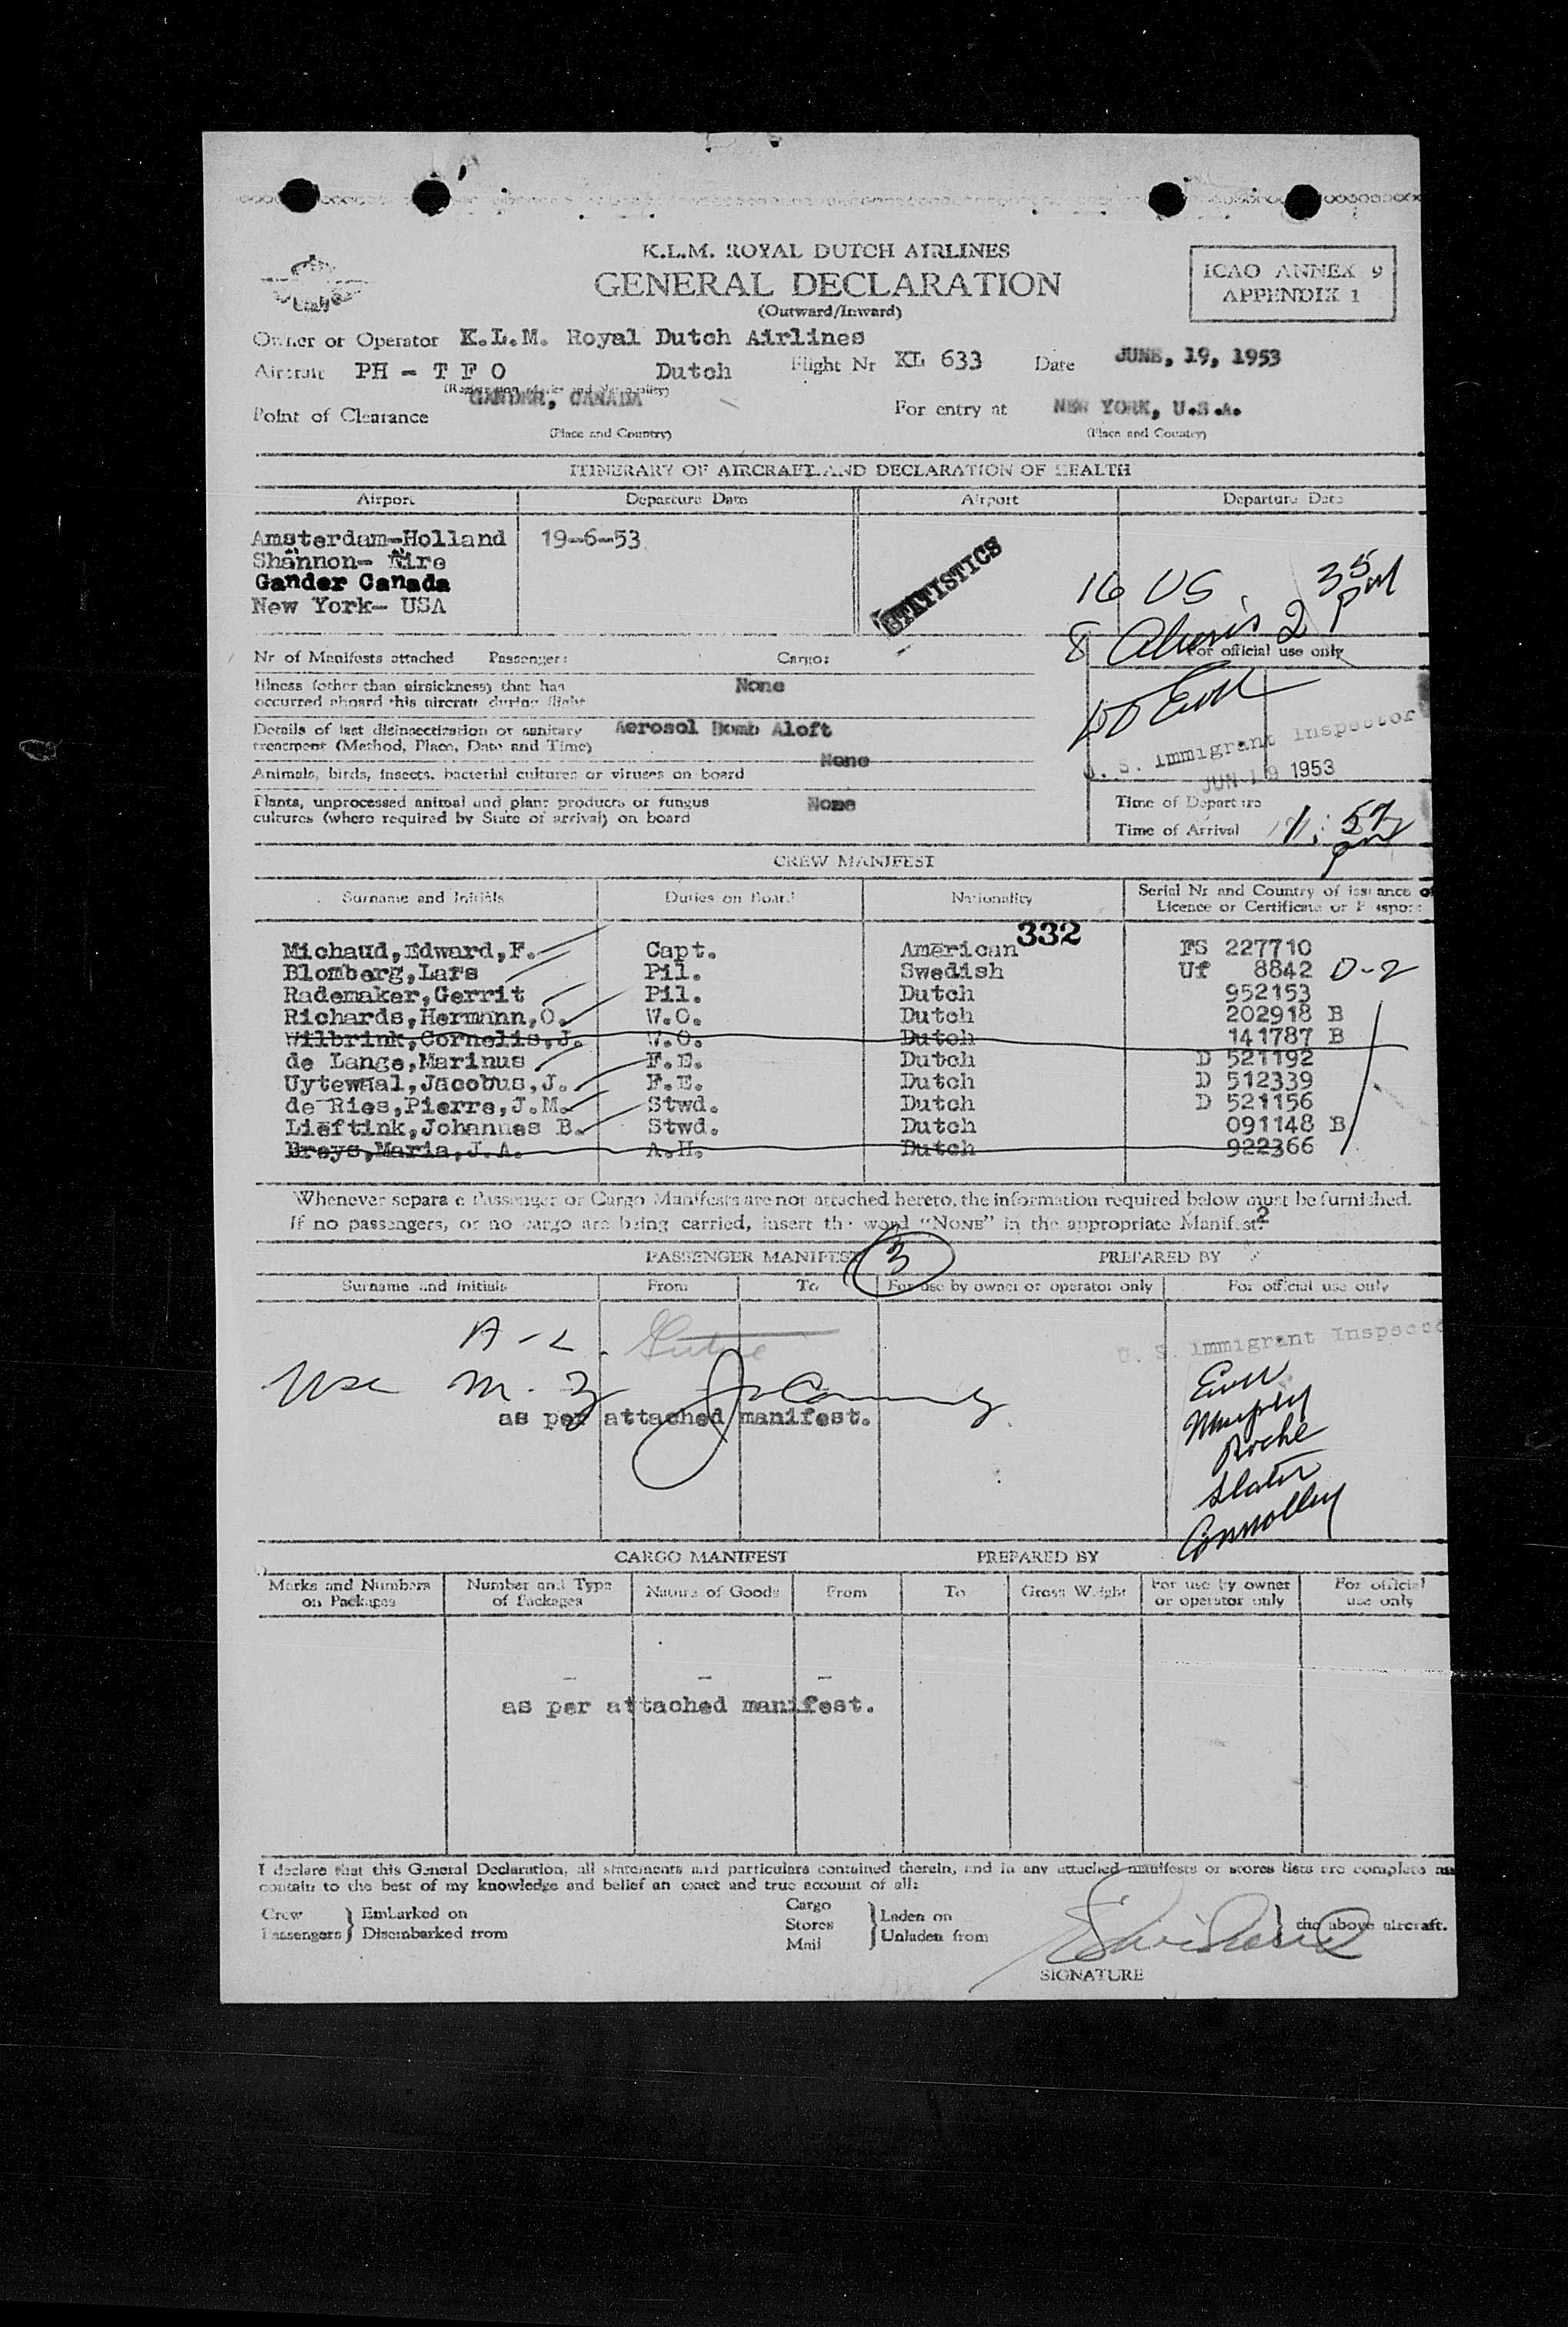 K.L.M. ROYAL DUTCH AIRLINES
GENERAL DECLARATION
(Outward/Inward)
ICAO ANNEX 9
APPENDIX 1
Owner or Operator K.L.M. Royal Dutch Airlines
Aircraft PH - T F O Dutch Flight Nr KL 633 Date JUNE, 19, 1953
GANDER, CANADA
Point of Clearance For entry at NEW YORK, U.S.A.
(Place and Country) (Place and Country)
ITINERARY OF AIRCRAFT AND DECLARATION OF HEALTH
Airport Departure Date Airport Departure Date
Amsterdam-Holland 19-6-53
Shannon- Eire
Gander Canada
New York- USA
STATISTICS
16 US 2 35 pm
8 Aliens
For official use only
Nr of Manifests attached Passenger: Cargo:
Illness (other than airsickness) that has None
occurred aboard this aircraft during flight
Details of last disinsectization or sanitary Aerosol Bomb Aloft
treatment (Method, Place, Date and Time)
None
Animals, birds, insects, bacterial cultures or viruses on board
Plants, unprocessed animal and plant products or fungus None
cultures (where required by State of arrival) on board
U. S. Immigrant Inspector
JUN 19 1953
Time of Departure
Time of Arrival 1: 57 pm
CREW MANIFEST
Surname and Initials Duties on Board Nationality Serial Nr and Country of issuance of
Licence or Certificate or Passport
332
Michaud,Edward,F. Capt. American FS 227710
Blomberg,Lars Pil. Swedish Uf 8842 D-2
Rademaker,Gerrit Pil. Dutch 952153
Richards,Hermann,O. W.O. Dutch 202918 B
Wilbrink,Cornelis,J. W.O. Dutch 141787 B
de Lange,Marinus F.E. Dutch D 521192
Uytewaal,Jacobus,J. F.E. Dutch D 512339
de Ries,Pierre,J.M. Stwd. Dutch D 521156
Lieftink,Johannes B. Stwd. Dutch 091148 B
Breys,Maria,J.A. A.H. Dutch 922366
Whenever separate Passenger or Cargo Manifests are not attached hereto, the information required below must be furnished.
If no passengers, or no cargo are being carried, insert the word "NONE" in the appropriate Manifest.
2
PASSENGER MANIFEST 3 PREPARED BY
Surname and Initials From To For use by owner or operator only For official use only
A-2
U. S. Immigrant Inspector
m. 3
as per attached manifest.
Ewell
Murphy
Roche
Slater
Connolley
CARGO MANIFEST PREPARED BY
Marks and Numbers on Packages Number and Type of Packages Nature of Goods From To Gross Weight For use by owner or operator only For official use only
- - -
as per attached manifest.
I declare that this General Declaration, all statements and particulars contained therein, and in any attached manifests or stores lists are complete and
contain to the best of my knowledge and belief an exact and true account of all:
Crew Embarked on Cargo Laden on
Passengers Disembarked from Stores Unladen from the above aircraft.
Mail
SIGNATURE